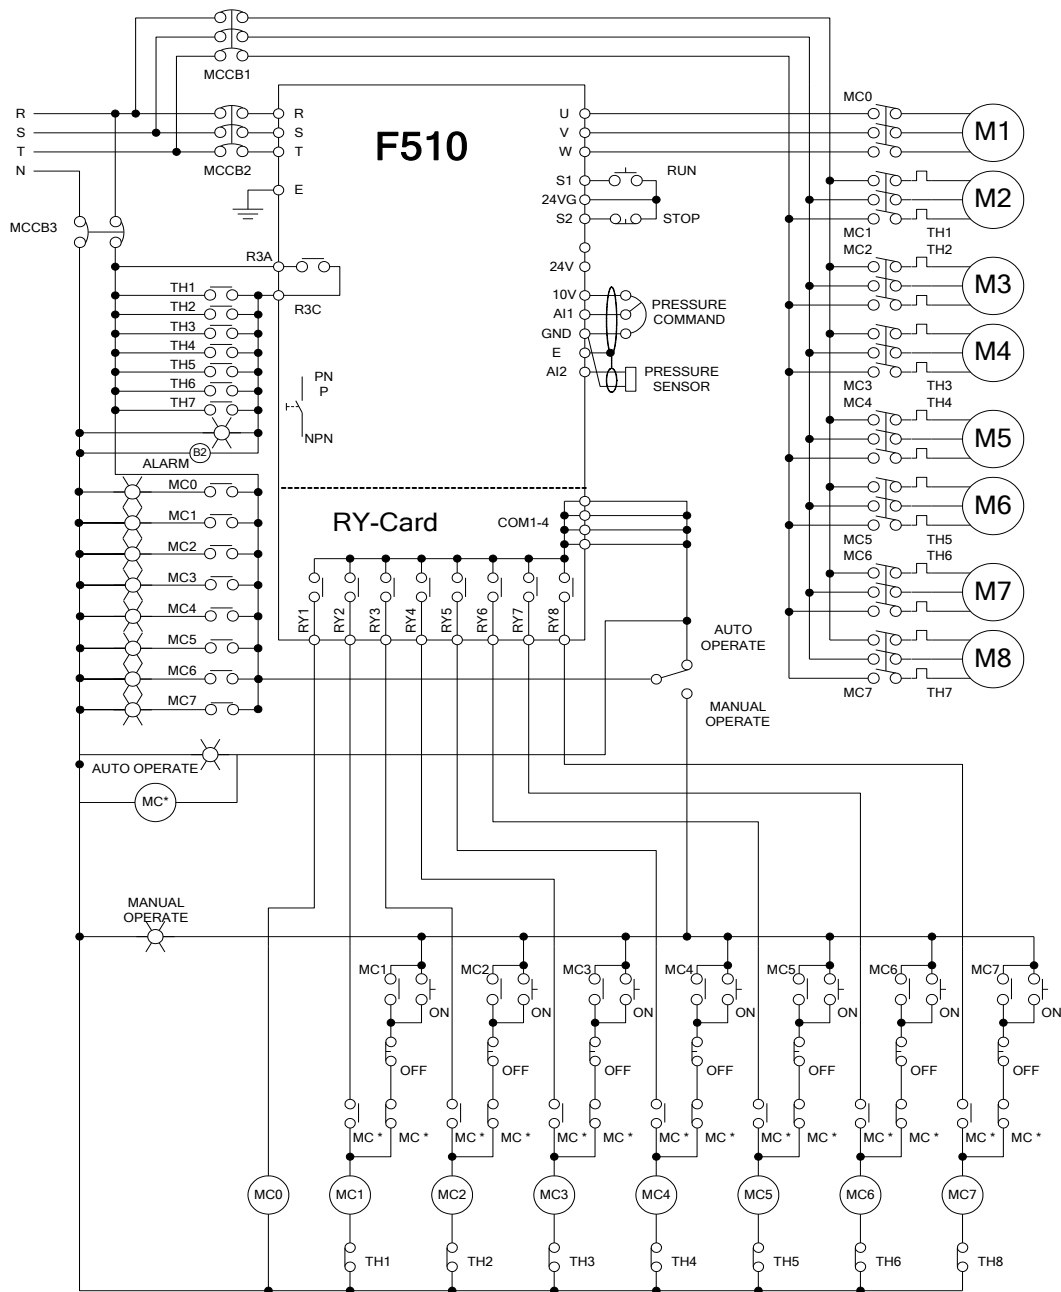 MCCB1
R
S
T
N
MCCB2
R
S
T
E
F510
U
V
W
MC0
M1
S1
RUN
24VG
S2
STOP
M2
MC1
TH1
MCCB3
R3A
24V
MC2
TH2
M3
TH1
R3C
10V
PRESSURE
COMMAND
TH2
AI1
TH3
GND
M4
TH4
E
TH5
AI2
PRESSURE
SENSOR
MC3
TH3
TH6
PN
P
TH7
MC4
TH4
NPN
M5
B2
ALARM
MC0
M6
RY-Card
COM1-4
MC1
MC5
TH5
MC2
MC6
TH6
MC3
M7
MC4
RY1
RY2
RY3
RY4
RY5
RY6
RY7
RY8
MC5
AUTO
OPERATE
M8
MC6
MC7
TH7
MC7
MANUAL
OPERATE
AUTO OPERATE
MC*
MANUAL
OPERATE
MC1
MC2
MC3
MC4
MC5
MC6
MC7
ON
ON
ON
ON
ON
ON
ON
OFF
OFF
OFF
OFF
OFF
OFF
OFF
MC *
MC *
MC *
MC *
MC *
MC *
MC *
MC *
MC *
MC *
MC *
MC *
MC *
MC *
MC0
MC1
MC2
MC3
MC4
MC5
MC6
MC7
TH1
TH2
TH3
TH4
TH5
TH6
TH8